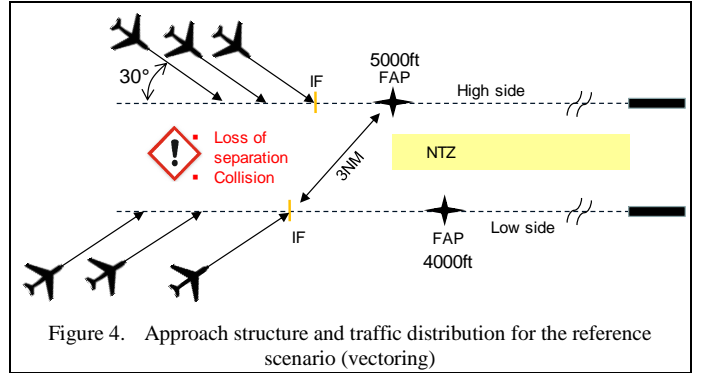 5000ft
IF
FAP
30°
High side
! Loss of
separation
Collision
NTZ
3NM
IF
FAP
Low side
4000ft
Figure 4. Approach structure and traffic distribution for the reference
scenario (vectoring)